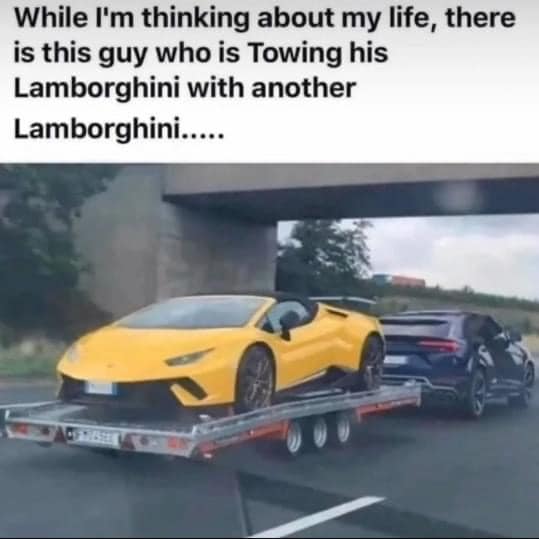 While I'm thinking about my life, there
is this guy who is Towing his
Lamborghini with another
Lamborghini.....